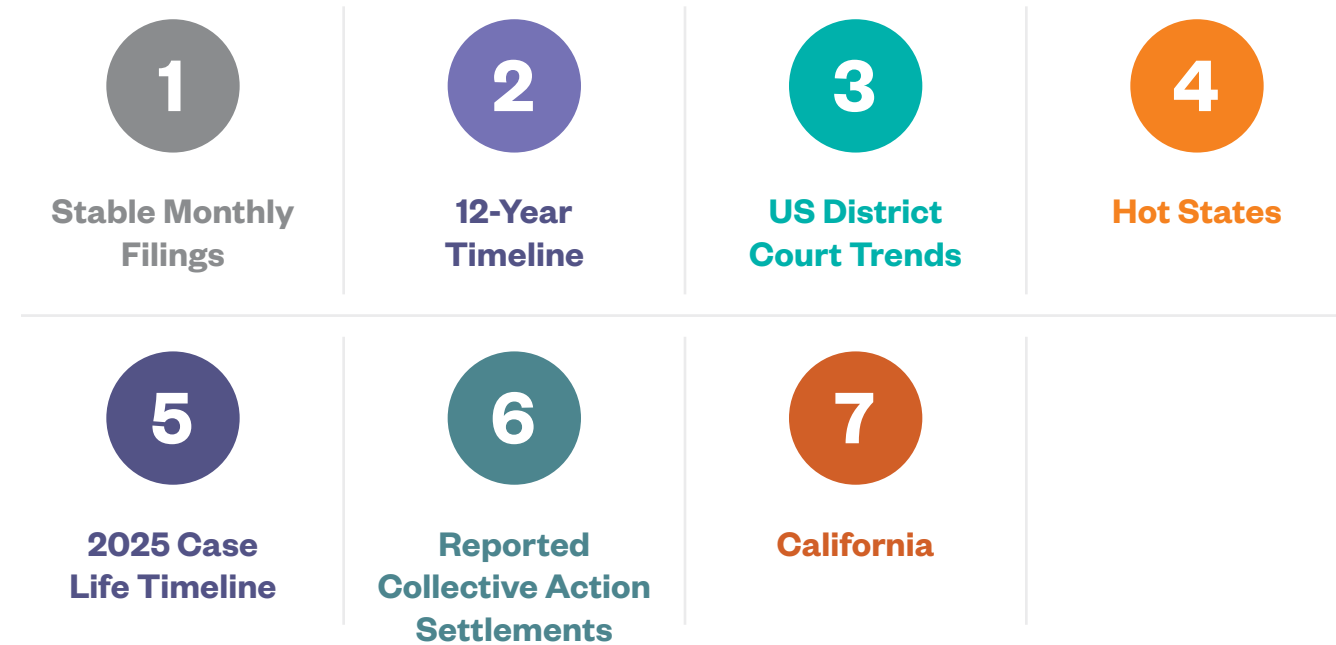 1
Stable Monthly
Filings
2
12-Year
Timeline
3
US District
Court Trends
4
Hot States
5
2025 Case
Life Timeline
6
Reported
Collective Action
Settlements
7
California